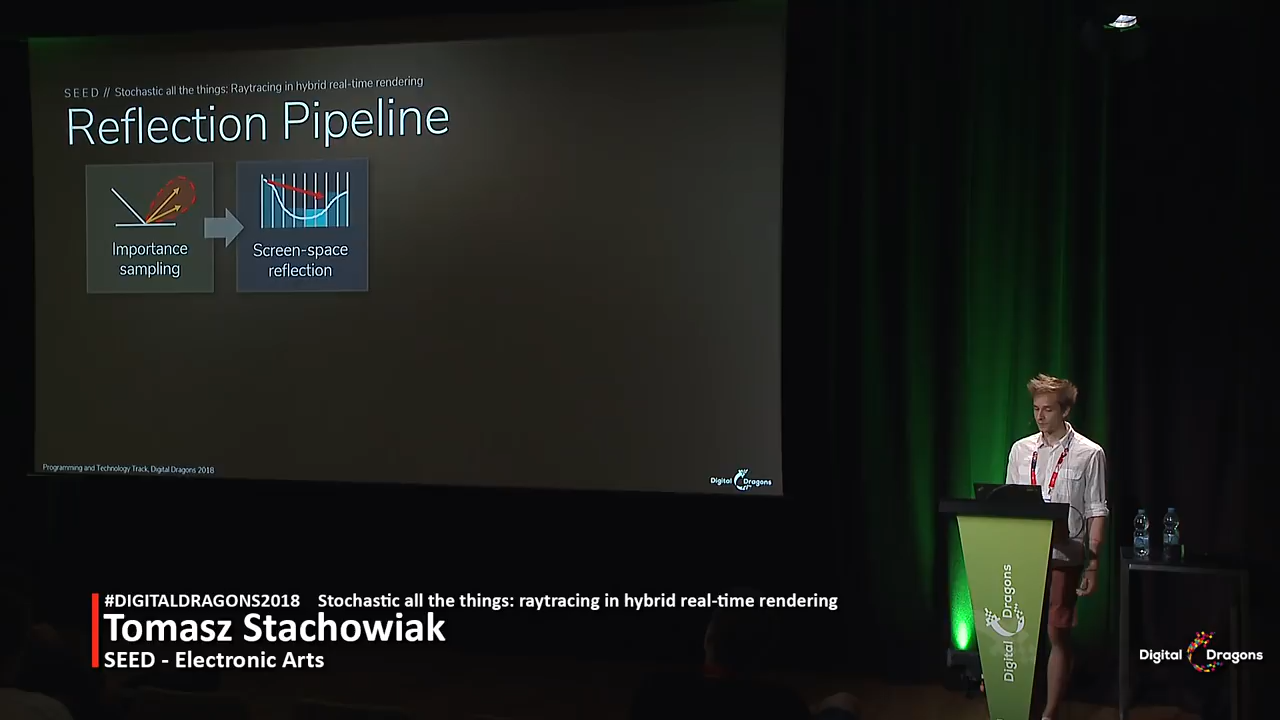 SEED // Stochastic all the things: Raytracing in hybrid real-time rendering
Reflection Pipeline
Importance
sampling
Screen-space
reflection
Programming and Technology Track, Digital Dragons 2018
Digital Dragons
Digital Dragons
#DIGITALDRAGONS2018 Stochastic all the things: raytracing in hybrid real-time rendering
Tomasz Stachowiak
SEED - Electronic Arts
Digital Dragons